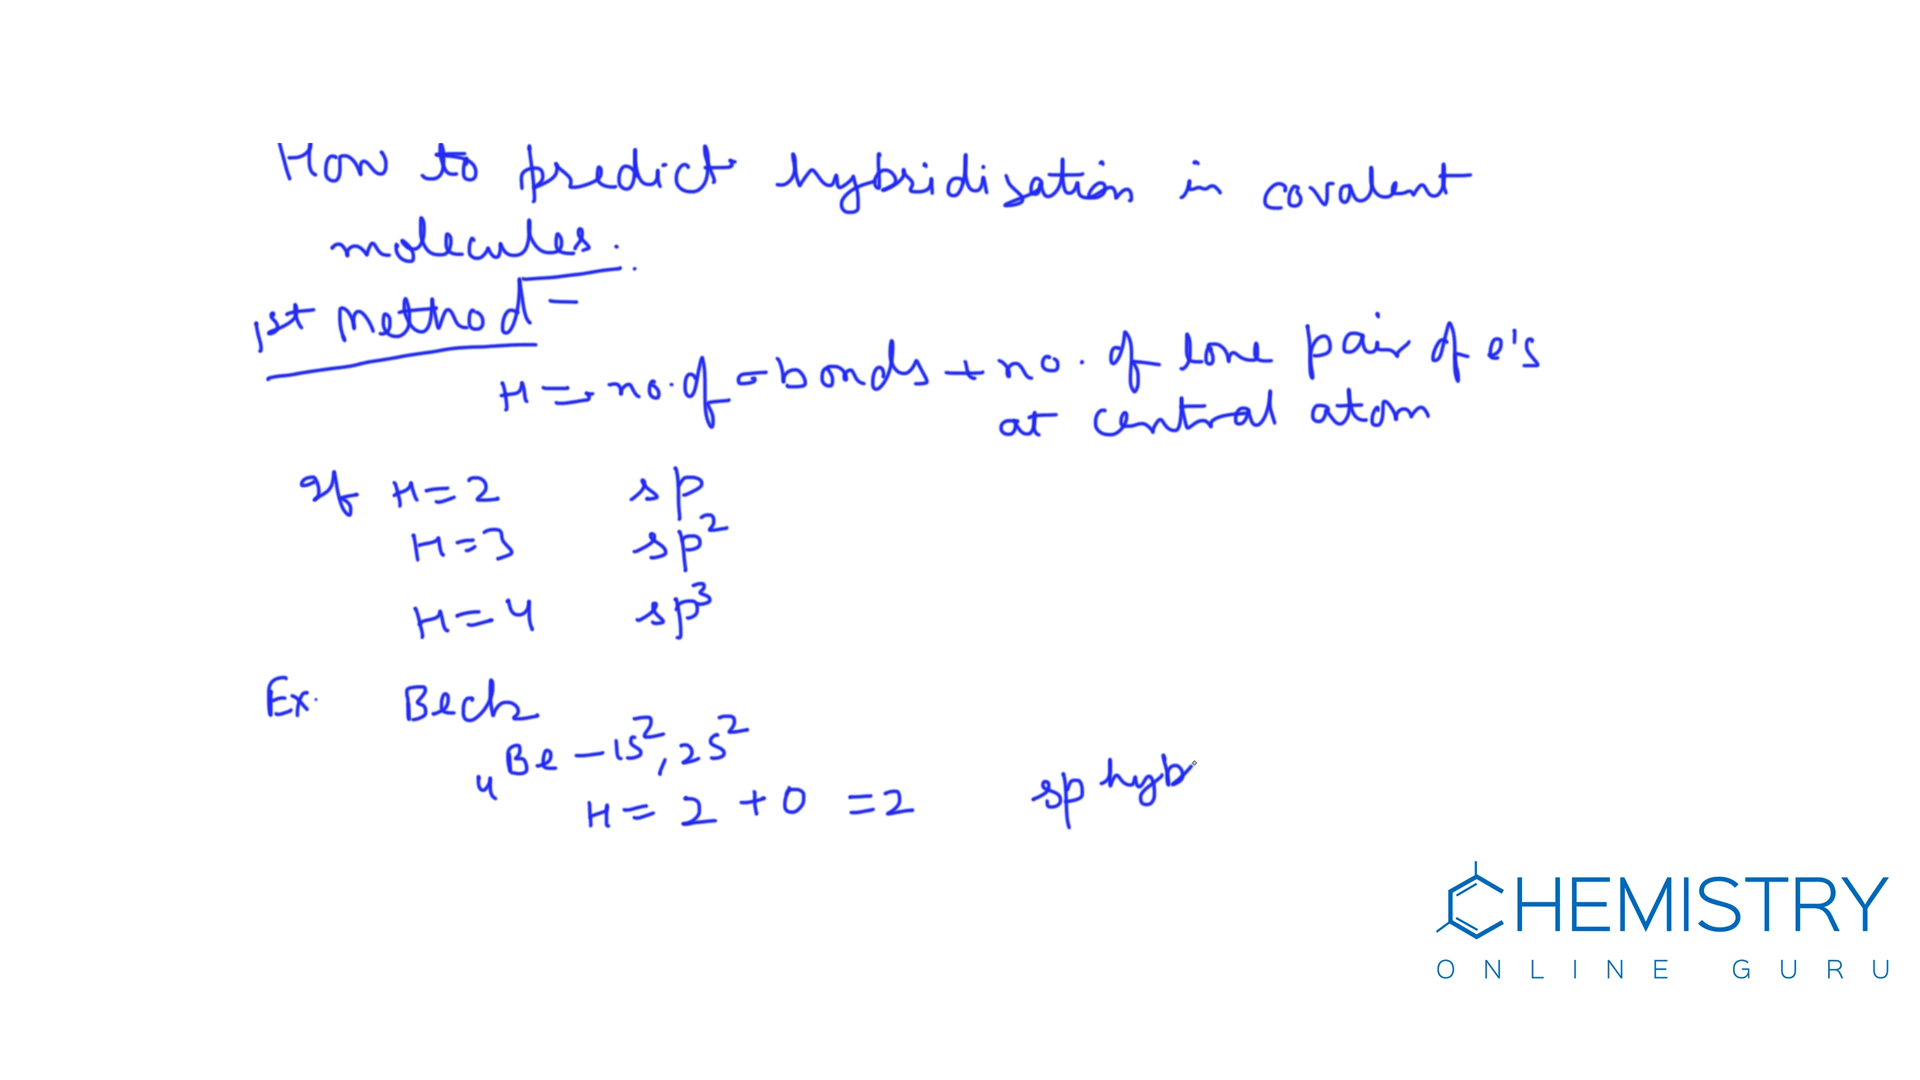 How to predict hybridisation in covalent
molecules.
1st method -
H = no. of σ bonds + no. of lone pair of e's
at central atom
If H=2 sp
H=3 sp²
H=4 sp³
Ex. BeCl₂
₄Be - 1s², 2s²
H = 2 + 0 = 2 sp hyb
CHEMISTRY
ONLINE GURU